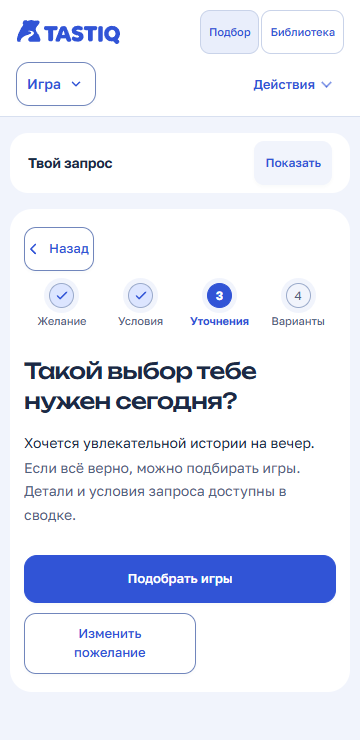 TASTIQ
Подбор
Библиотека
Игра
Действия
Твой запрос
Показать
Назад
3
4
Желание
Условия
Уточнения
Варианты
Такой выбор тебе
нужен сегодня?
Хочется увлекательной истории на вечер.
Если всё верно, можно подбирать игры.
Детали и условия запроса доступны в
сводке.
Подобрать игры
Изменить
пожелание